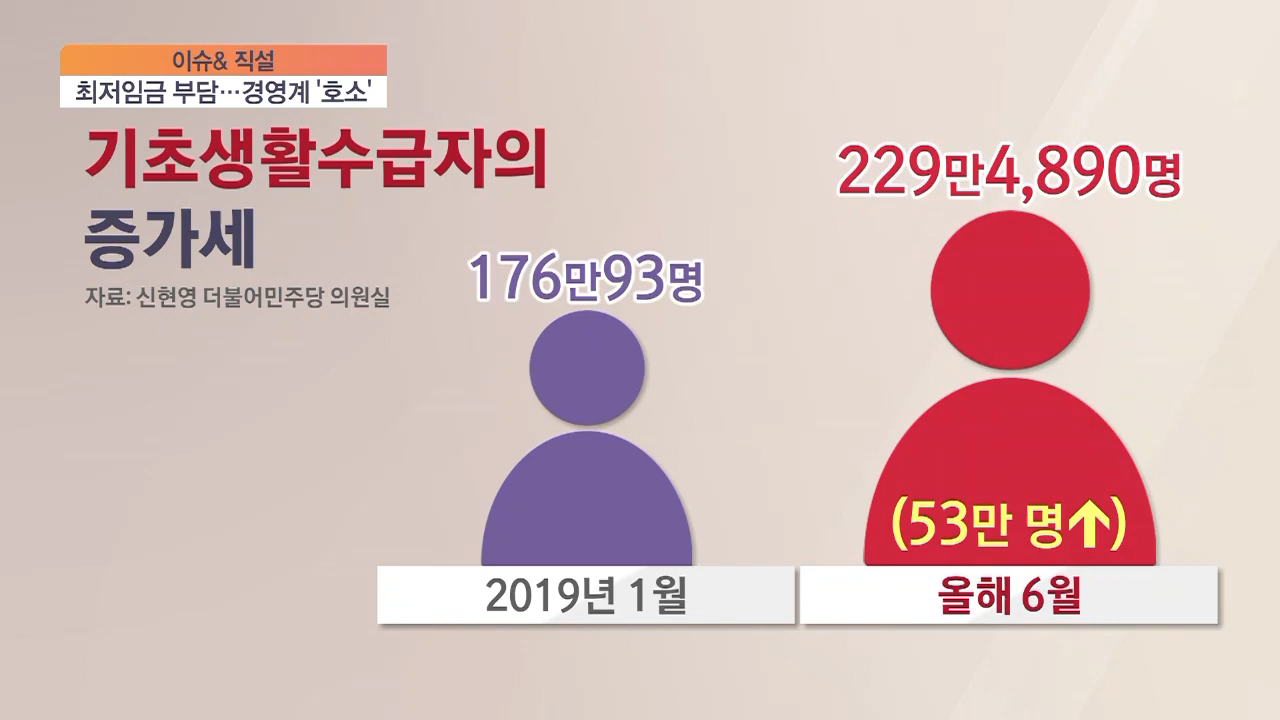 이슈& 직설
최저임금 부담…경영계 '호소'
기초생활수급자의
증가세
자료: 신현영 더불어민주당 의원실
176만93명
229만4,890명
(53만 명↑)
2019년 1월
올해 6월